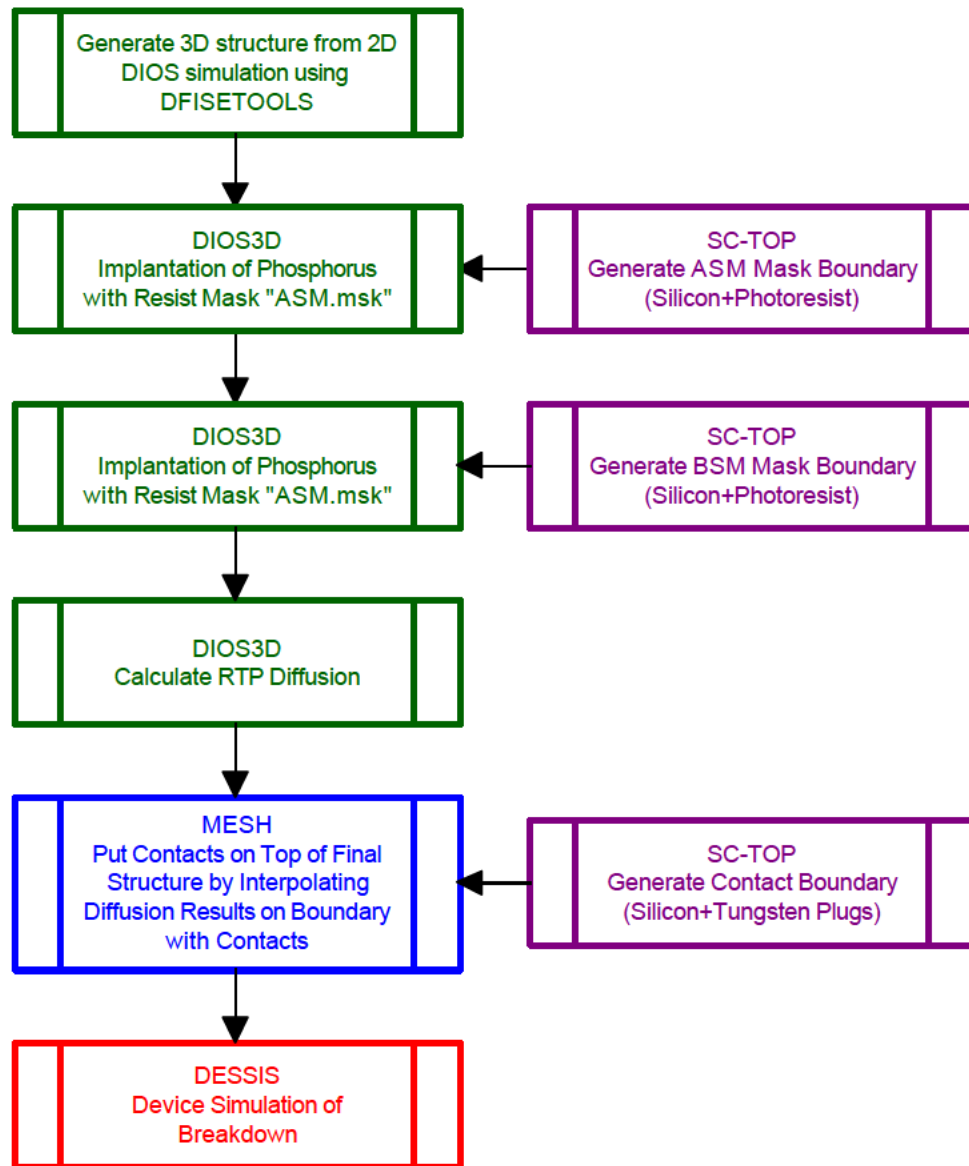 Generate 3D structure from 2D
DIOS simulation using
DFISETOOLS
DIOS3D
Implantation of Phosphorus
with Resist Mask "ASM.msk"
SC-TOP
Generate ASM Mask Boundary
(Silicon+Photoresist)
DIOS3D
Implantation of Phosphorus
with Resist Mask "ASM.msk"
SC-TOP
Generate BSM Mask Boundary
(Silicon+Photoresist)
DIOS3D
Calculate RTP Diffusion
MESH
Put Contacts on Top of Final
Structure by Interpolating
Diffusion Results on Boundary
with Contacts
SC-TOP
Generate Contact Boundary
(Silicon+Tungsten Plugs)
DESSIS
Device Simulation of
Breakdown